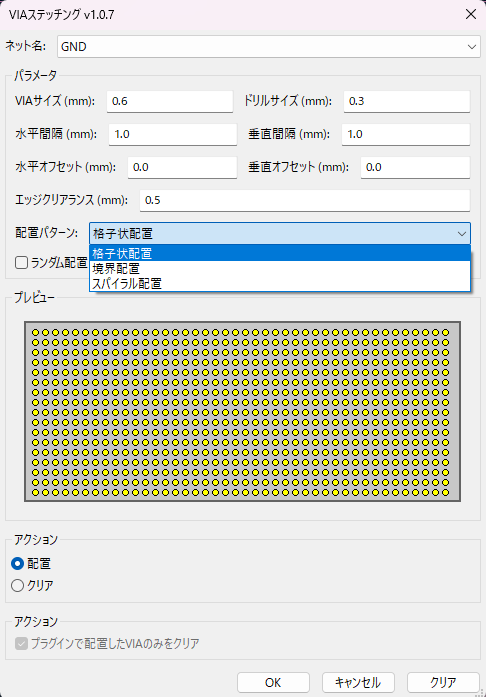 VIAステッチング v1.0.7
ネット名: GND
パラメータ
VIAサイズ (mm): 0.6 ドリルサイズ (mm): 0.3
水平間隔 (mm): 1.0 垂直間隔 (mm): 1.0
水平オフセット (mm): 0.0 垂直オフセット (mm): 0.0
エッジクリアランス (mm): 0.5
配置パターン: 格子状配置
格子状配置
ランダム配置 境界配置
スパイラル配置
プレビュー
アクション
配置
クリア
アクション
プラグインで配置したVIAのみをクリア
OK キャンセル クリア